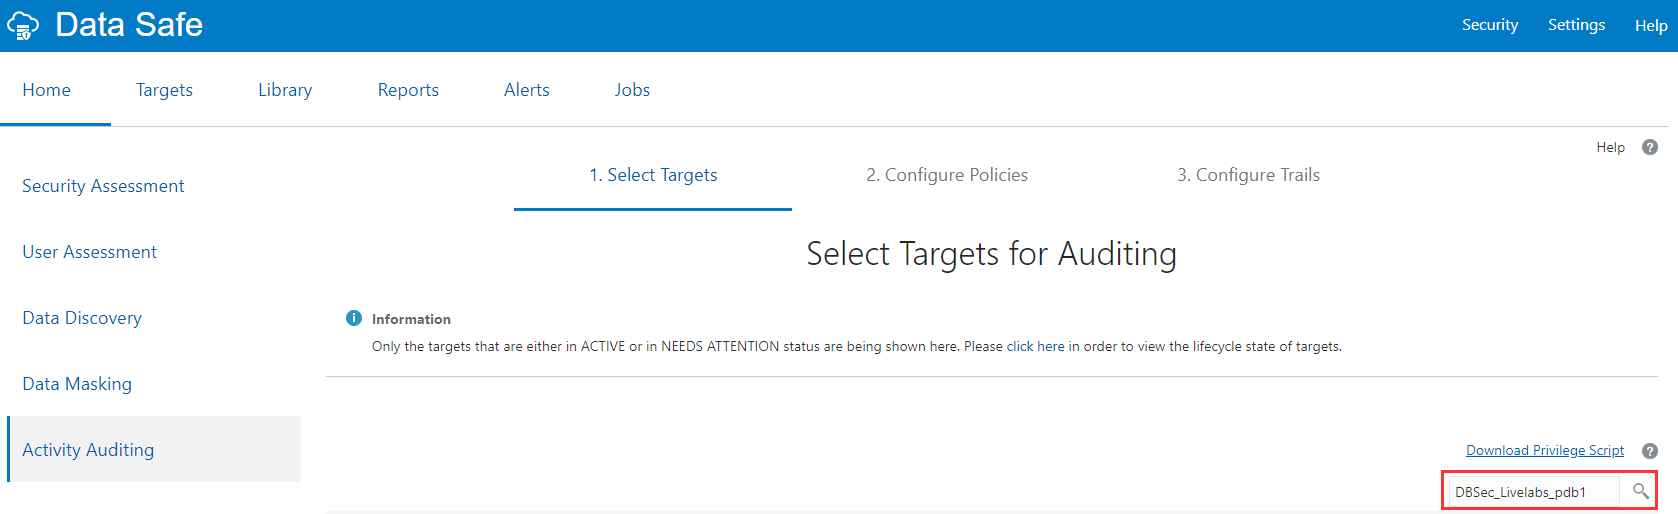 Data Safe
Security Settings Help
Home Targets Library Reports Alerts Jobs
Help ?
1. Select Targets 2. Configure Policies 3. Configure Trails
Security Assessment
User Assessment
Data Discovery
Data Masking
Activity Auditing
Select Targets for Auditing
i Information
Only the targets that are either in ACTIVE or in NEEDS ATTENTION status are being shown here. Please click here in order to view the lifecycle state of targets.
Download Privilege Script ?
DBSec_Livelabs_pdb1